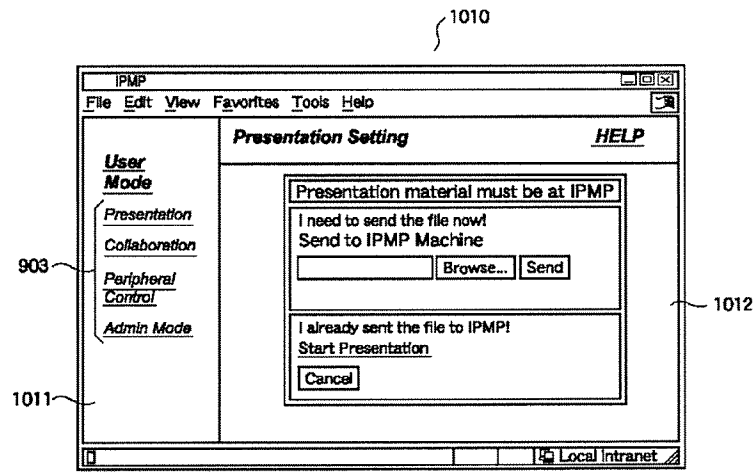 1010
IPMP
File Edit View Favorites Tools Help
Presentation Setting HELP
User
Mode
Presentation
Collaboration
Peripheral
Control
Admin Mode
903
1011
Presentation material must be at IPMP
I need to send the file now!
Send to IPMP Machine
Browse... Send
I already sent the file to IPMP!
Start Presentation
Cancel
1012
Local Intranet